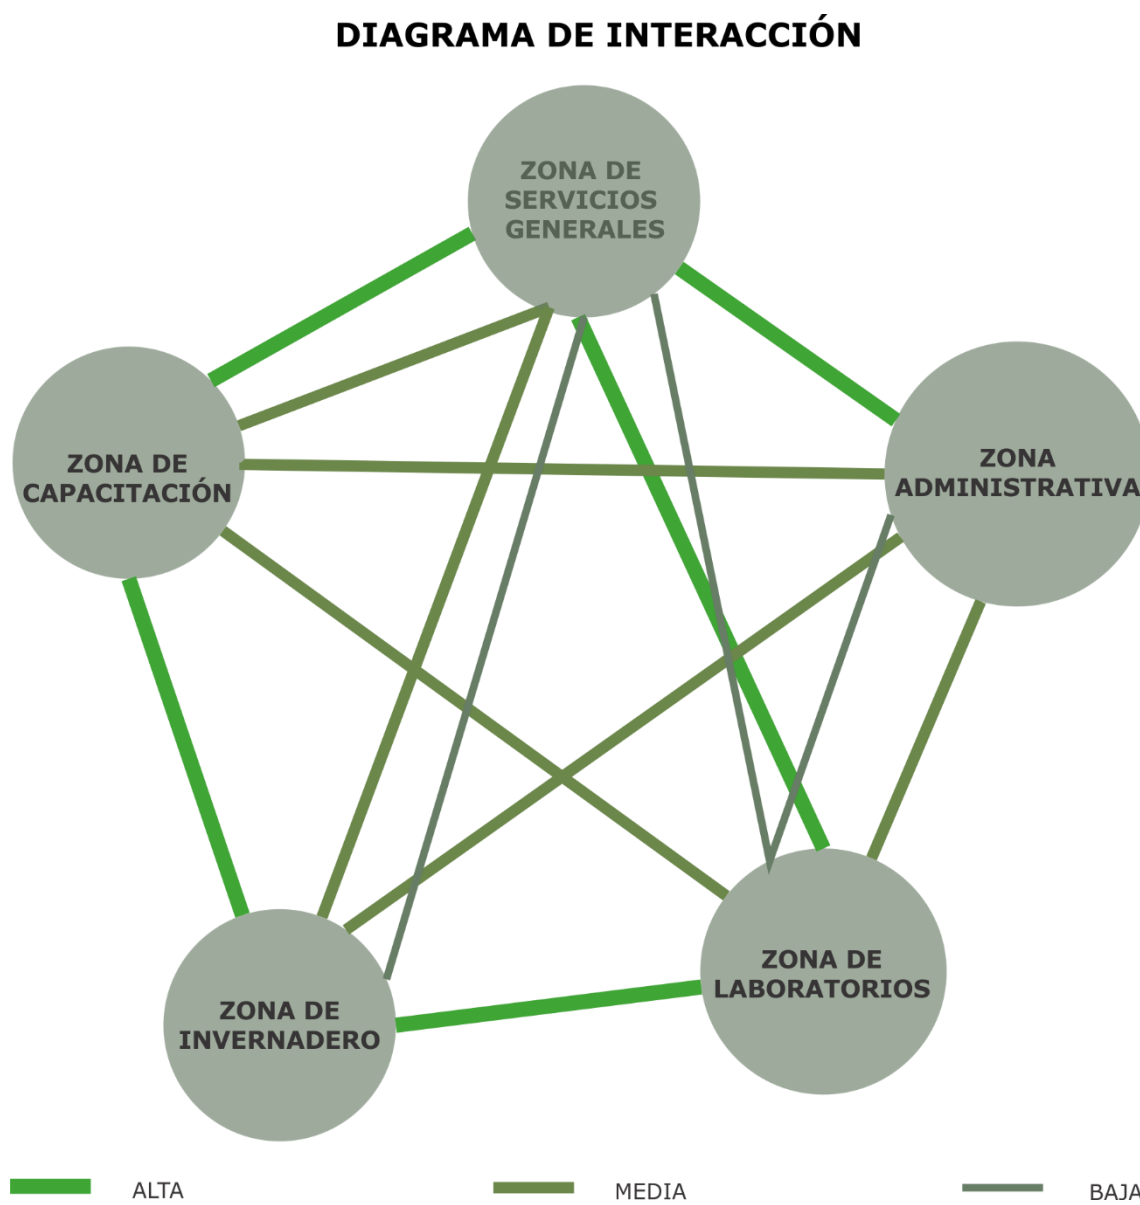 DIAGRAMA DE INTERACCIÓN
ZONA DE
SERVICIOS
GENERALES
ZONA DE
CAPACITACIÓN
ZONA
ADMINISTRATIVA
ZONA DE
LABORATORIOS
ZONA DE
INVERNADERO
ALTA
MEDIA
BAJA